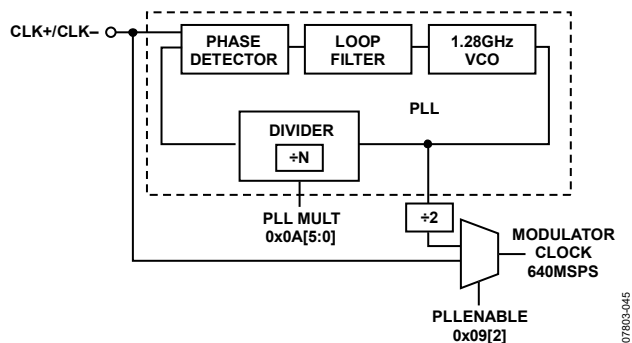 CLK+/CLK–
PHASE
DETECTOR
LOOP
FILTER
1.28GHz
VCO
PLL
DIVIDER
÷N
PLL MULT
0x0A[5:0]
÷2
MODULATOR
CLOCK
640MSPS
PLLENABLE
0x09[2]
07803-045